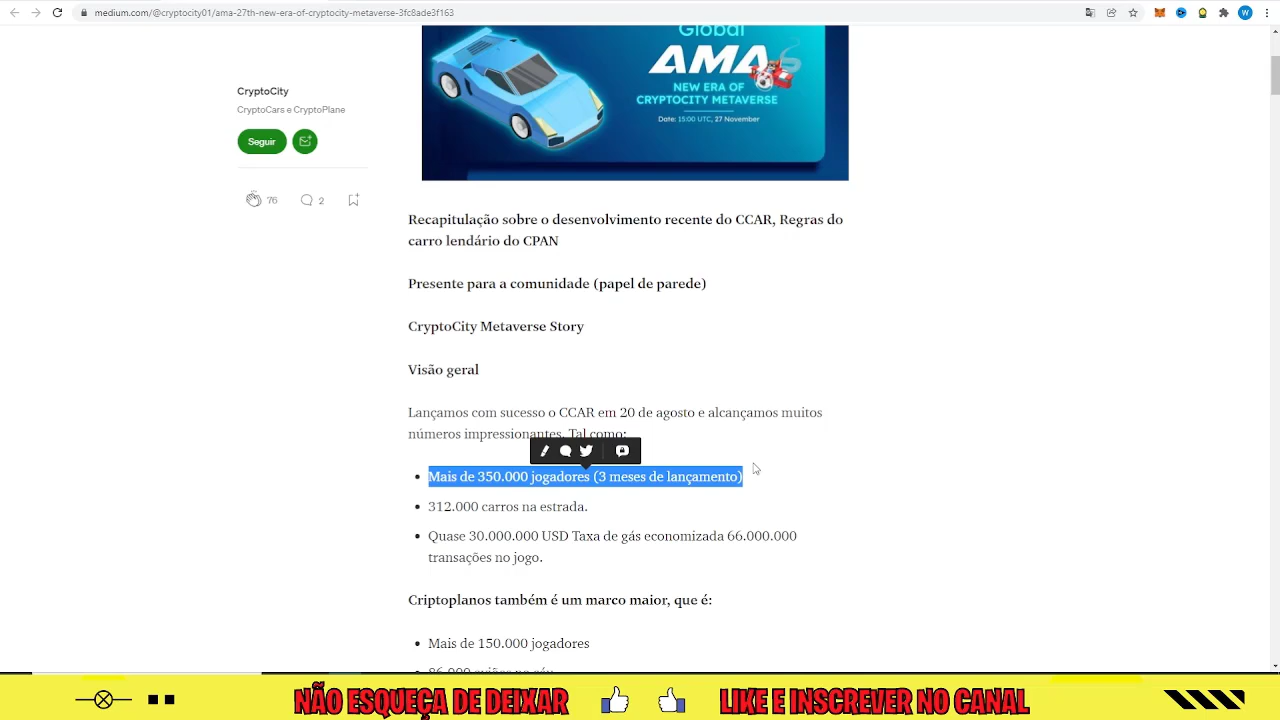 medium.com/@cryptocity01/ama-27th-new-era-of-cryptocity-metaverse-3fc8ade3f163
W
Global
AMA
NEW ERA OF
CRYPTOCITY METAVERSE
Date: 15:00 UTC, 27 November
CryptoCity
CryptoCars e CryptoPlane
Seguir
76
2
Recapitulação sobre o desenvolvimento recente do CCAR, Regras do
carro lendário do CPAN
Presente para a comunidade (papel de parede)
CryptoCity Metaverse Story
Visão geral
Lançamos com sucesso o CCAR em 20 de agosto e alcançamos muitos
números impressionantes. Tal como:
Mais de 350.000 jogadores (3 meses de lançamento)
312.000 carros na estrada.
Quase 30.000.000 USD Taxa de gás economizada 66.000.000
transações no jogo.
Criptoplanos também é um marco maior, que é:
Mais de 150.000 jogadores
86.000 aviões no céu
NÃO ESQUEÇA DE DEIXAR LIKE E INSCREVER NO CANAL